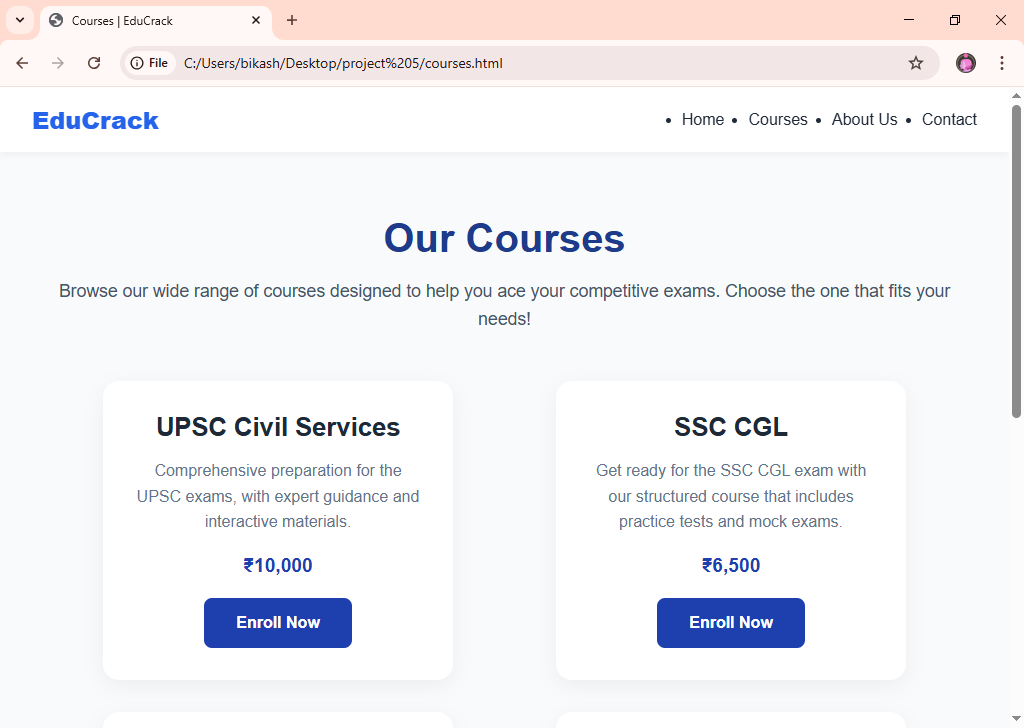 Courses | EduCrack
File
C:/Users/bikash/Desktop/project%205/courses.html
EduCrack
• Home • Courses • About Us • Contact
Our Courses
Browse our wide range of courses designed to help you ace your competitive exams. Choose the one that fits your
needs!
UPSC Civil Services
Comprehensive preparation for the
UPSC exams, with expert guidance and
interactive materials.
₹10,000
Enroll Now
SSC CGL
Get ready for the SSC CGL exam with
our structured course that includes
practice tests and mock exams.
₹6,500
Enroll Now